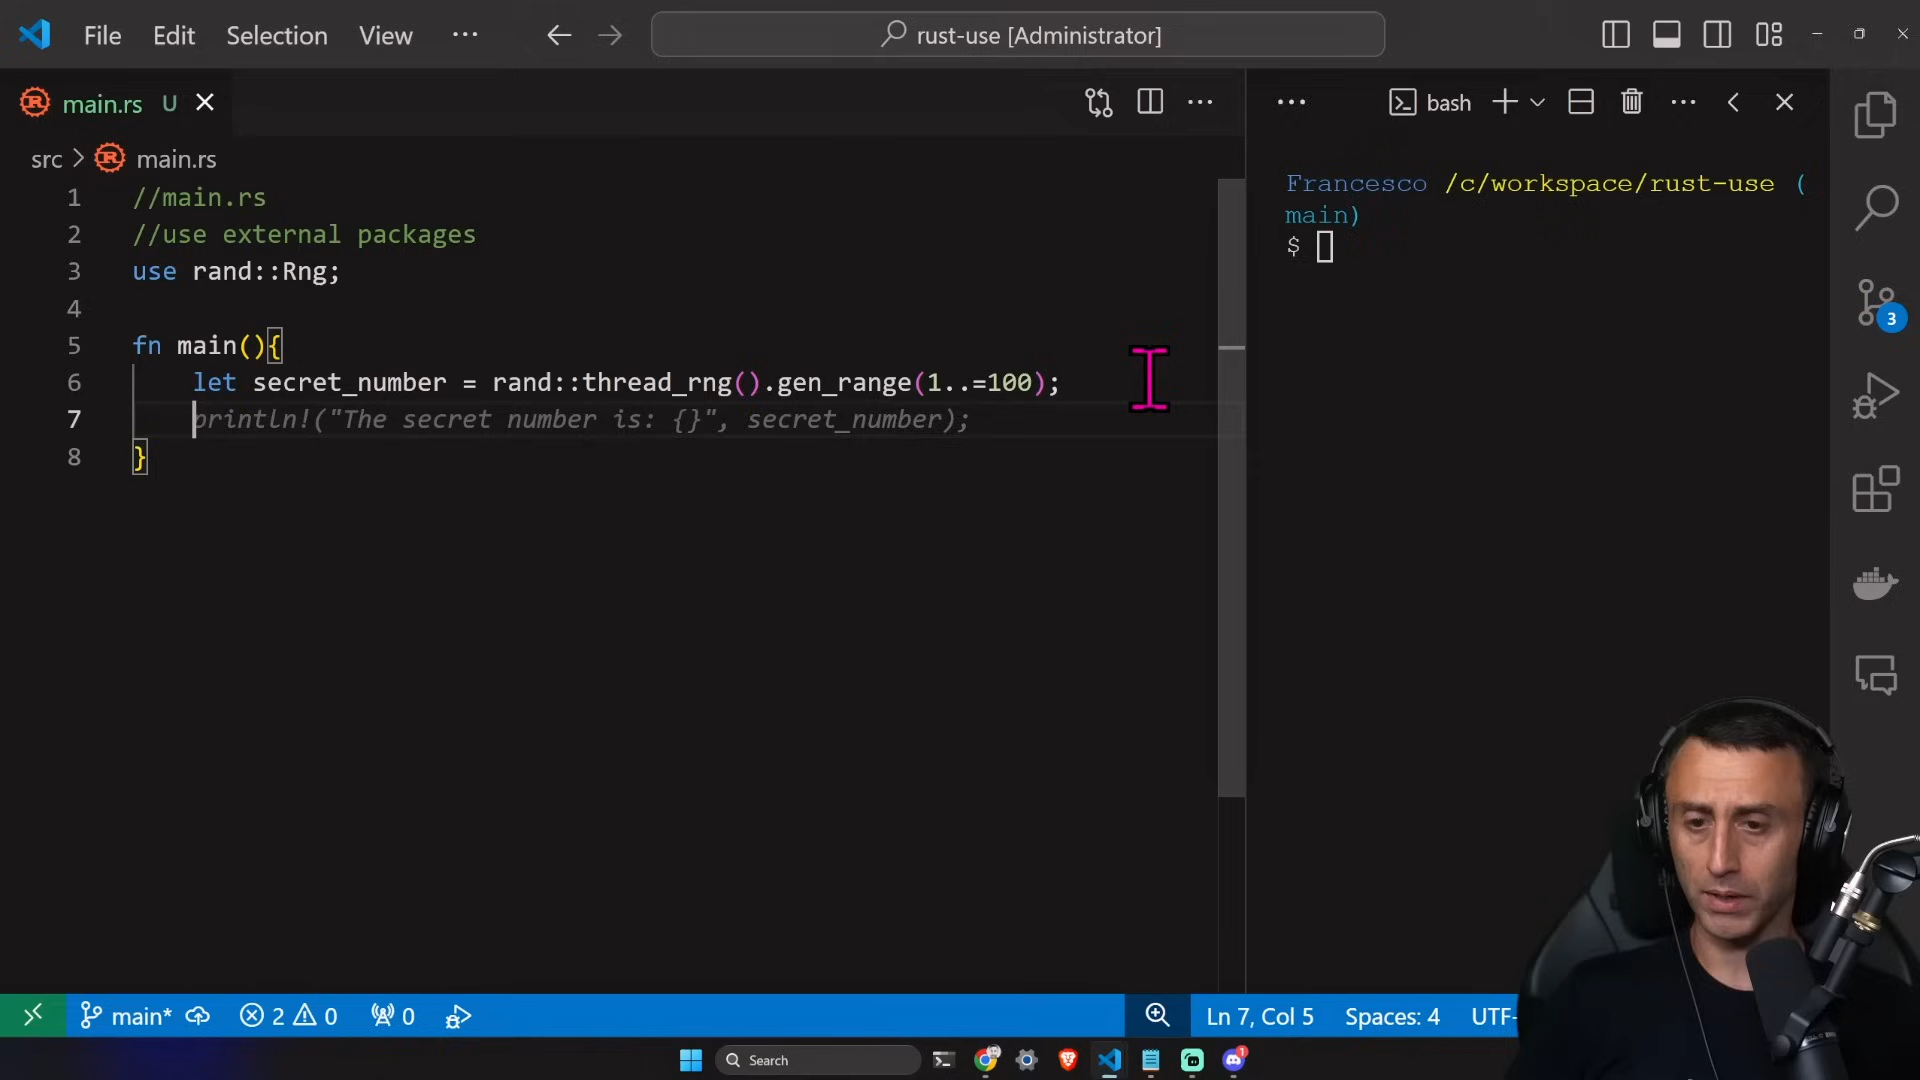 File Edit Selection View ··· rust-use [Administrator]
main.rs U
bash
src > main.rs
1 //main.rs
2 //use external packages
3 use rand::Rng;
4
5 fn main(){
6 let secret_number = rand::thread_rng().gen_range(1..=100);
7 println!("The secret number is: {}", secret_number);
8 }
Francesco /c/workspace/rust-use (
main)
$
3
main* 2 0 0 Ln 7, Col 5 Spaces: 4 UTF-
Search
1